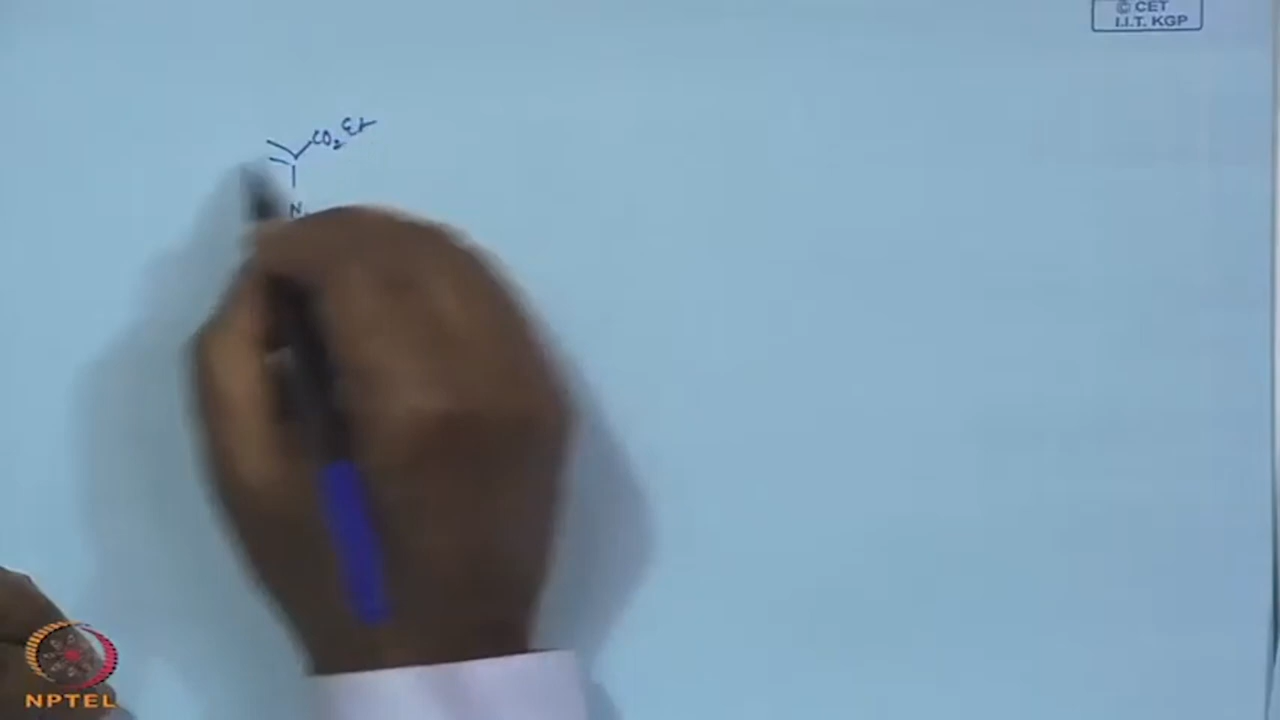 © CET
I.I.T. KGP
CO₂Et
N
NPTEL